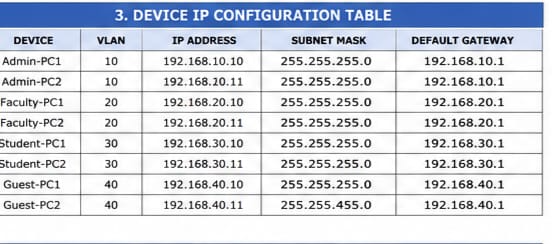 3. DEVICE IP CONFIGURATION TABLE
DEVICE VLAN IP ADDRESS SUBNET MASK DEFAULT GATEWAY
Admin-PC1 10 192.168.10.10 255.255.255.0 192.168.10.1
Admin-PC2 10 192.168.20.11 255.255.255.0 192.168.10.1
Faculty-PC1 20 192.168.20.10 255.255.255.0 192.168.20.1
Faculty-PC2 20 192.168.20.11 255.255.255.0 192.168.20.1
Student-PC1 30 192.168.30.10 255.255.255.0 192.168.30.1
Student-PC2 30 192.168.30.11 255.255.255.0 192.168.30.1
Guest-PC1 40 192.168.40.10 255.255.255.0 192.168.40.1
Guest-PC2 40 192.168.40.11 255.255.455.0 192.168.40.1